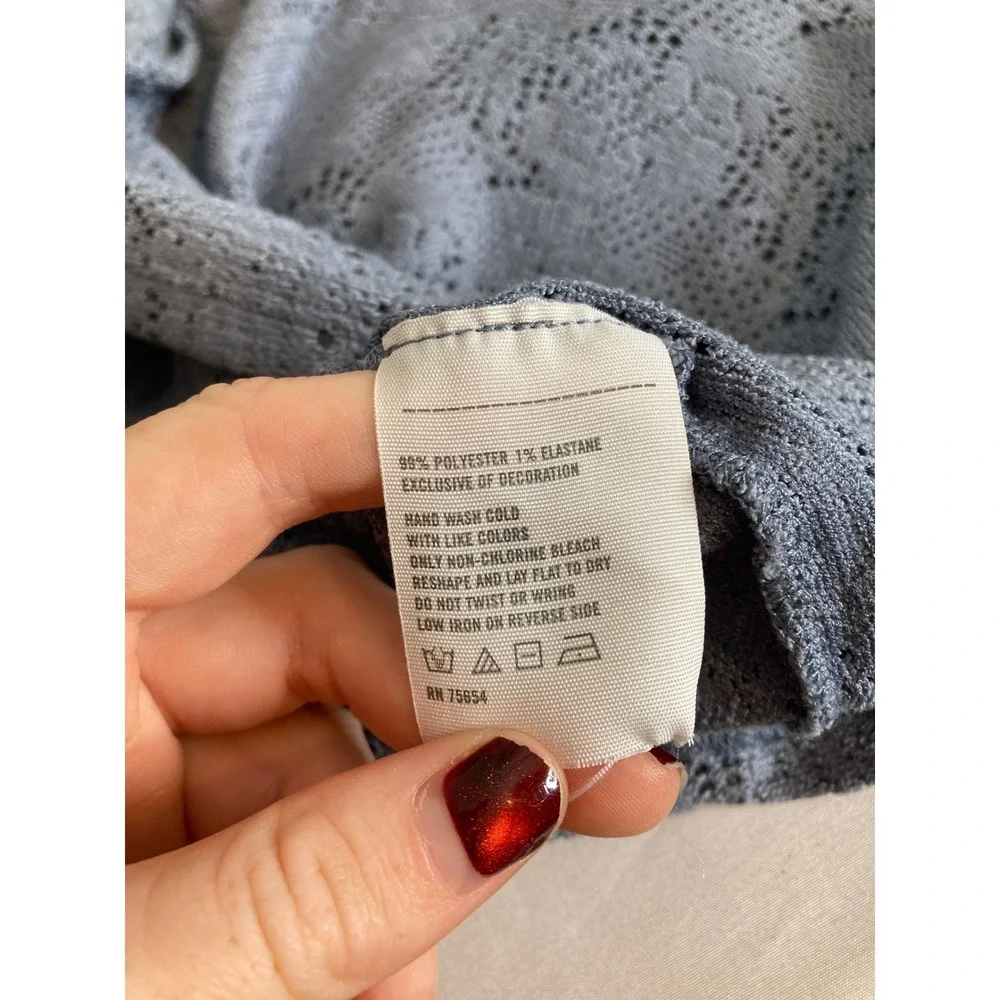 99% POLYESTER 1% ELASTANE
EXCLUSIVE OF DECORATION
HAND WASH COLD
WITH LIKE COLORS
ONLY NON-CHLORINE BLEACH
RESHAPE AND LAY FLAT TO DRY
DO NOT TWIST OR WRING
LOW IRON ON REVERSE SIDE
RN 75654